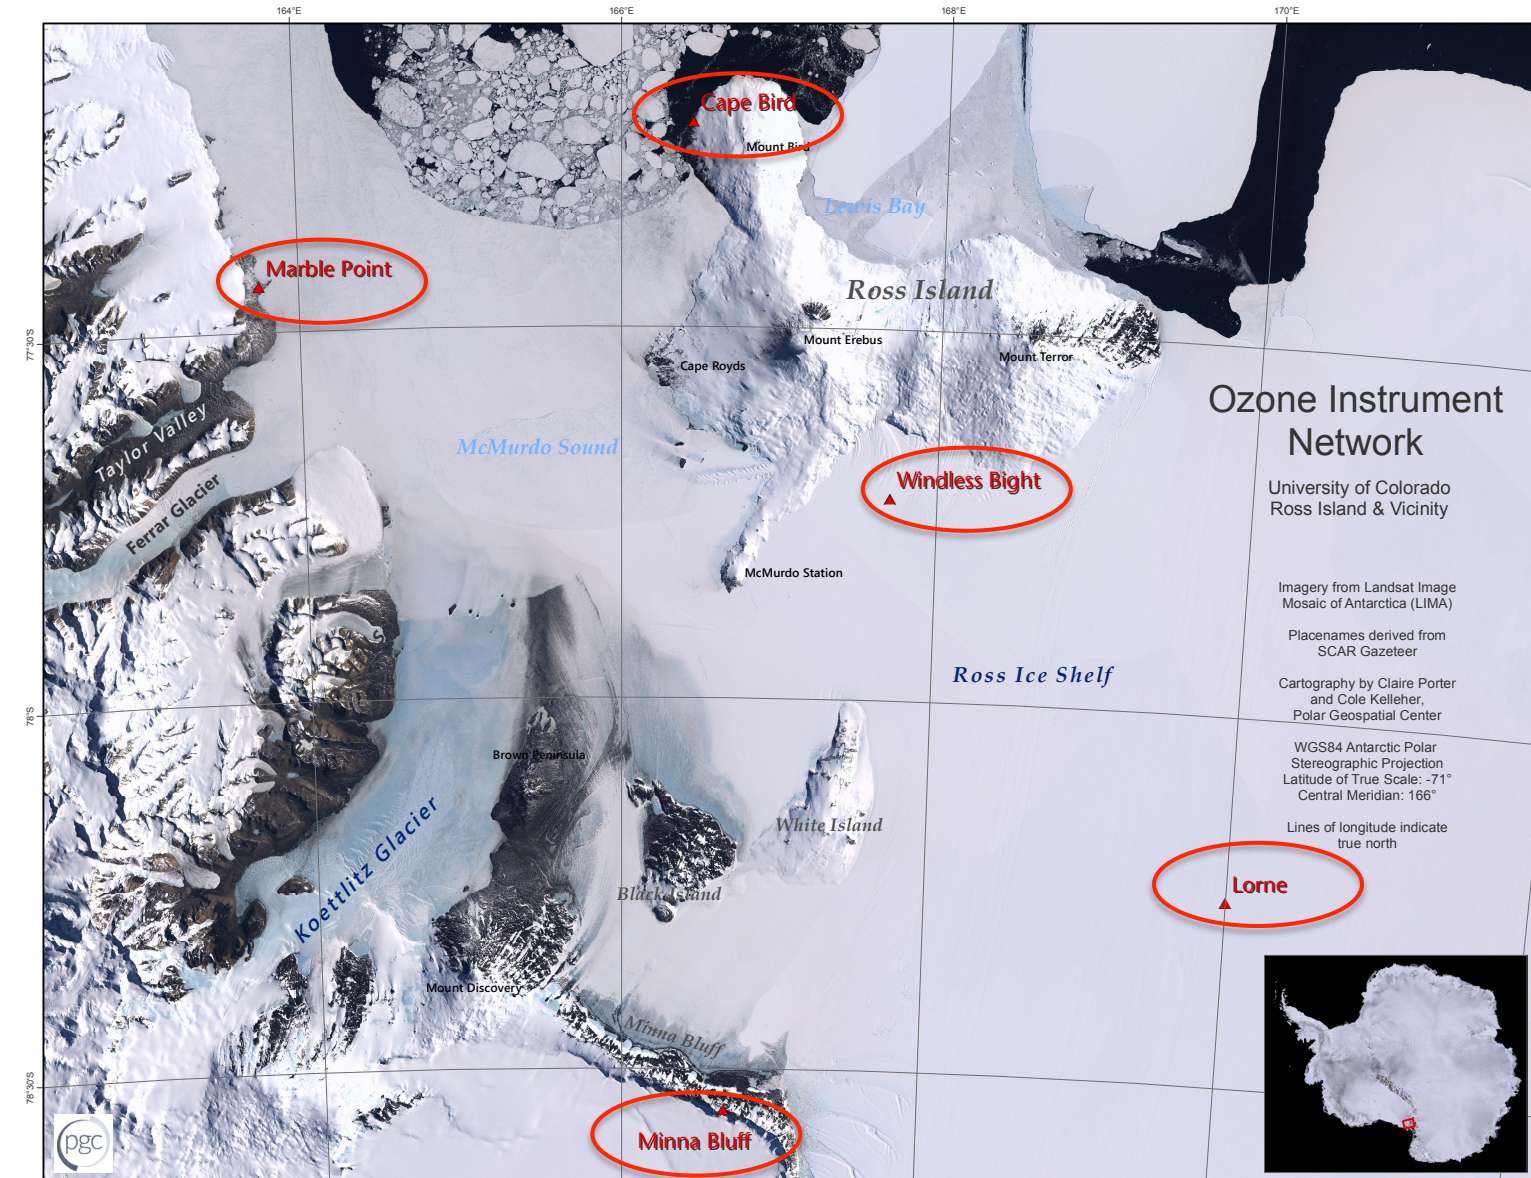 164°E
166°E
168°E
170°E
Cape Bird
Mount Bird
Lewis Bay
Marble Point
Ross Island
77°30'S
Mount Erebus
Mount Terror
Cape Royds
Ozone Instrument
Network
Taylor Valley
McMurdo Sound
Windless Bight
University of Colorado
Ross Island & Vicinity
Ferrar Glacier
McMurdo Station
Imagery from Landsat Image
Mosaic of Antarctica (LIMA)
Placenames derived from
SCAR Gazeteer
Ross Ice Shelf
Cartography by Claire Porter
and Cole Kelleher,
Polar Geospatial Center
78°S
Brown Peninsula
WGS84 Antarctic Polar
Stereographic Projection
Latitude of True Scale: -71°
Central Meridian: 166°
Koettlitz Glacier
White Island
Lines of longitude indicate
true north
Black Island
Lorne
Mount Discovery
Minna Bluff
78°30'S
pgc
Minna Bluff